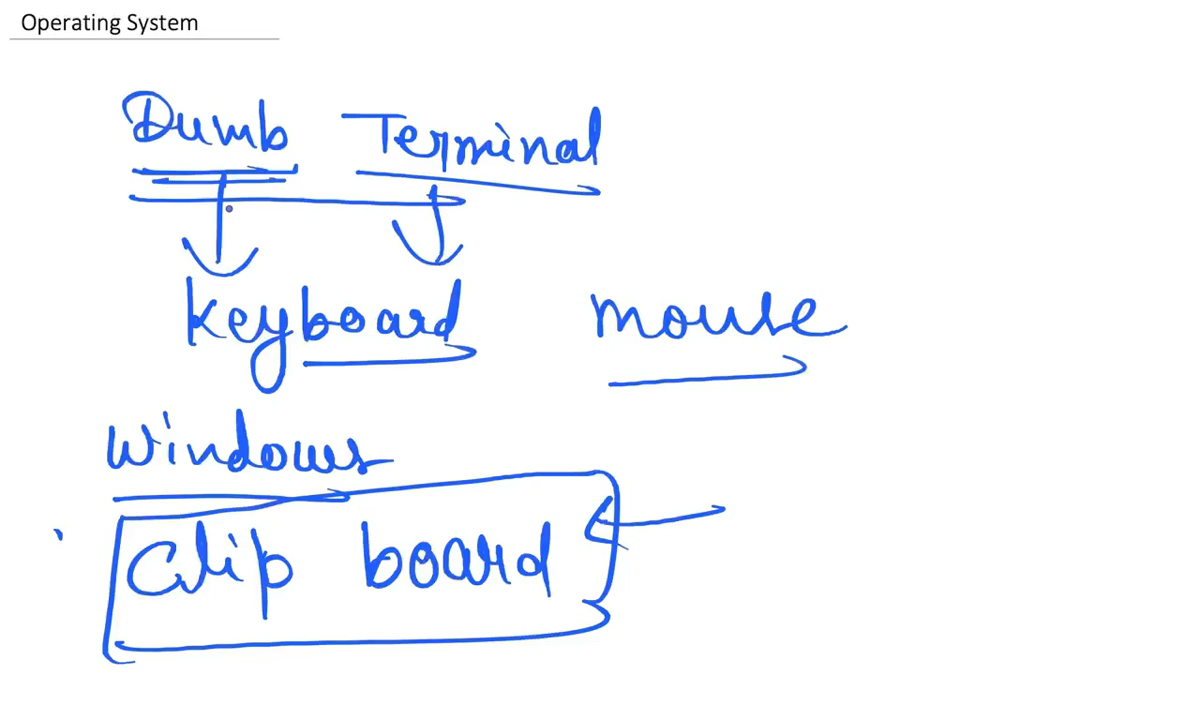 Operating System
Dumb Terminal
keyboard mouse
Windows
Clip board